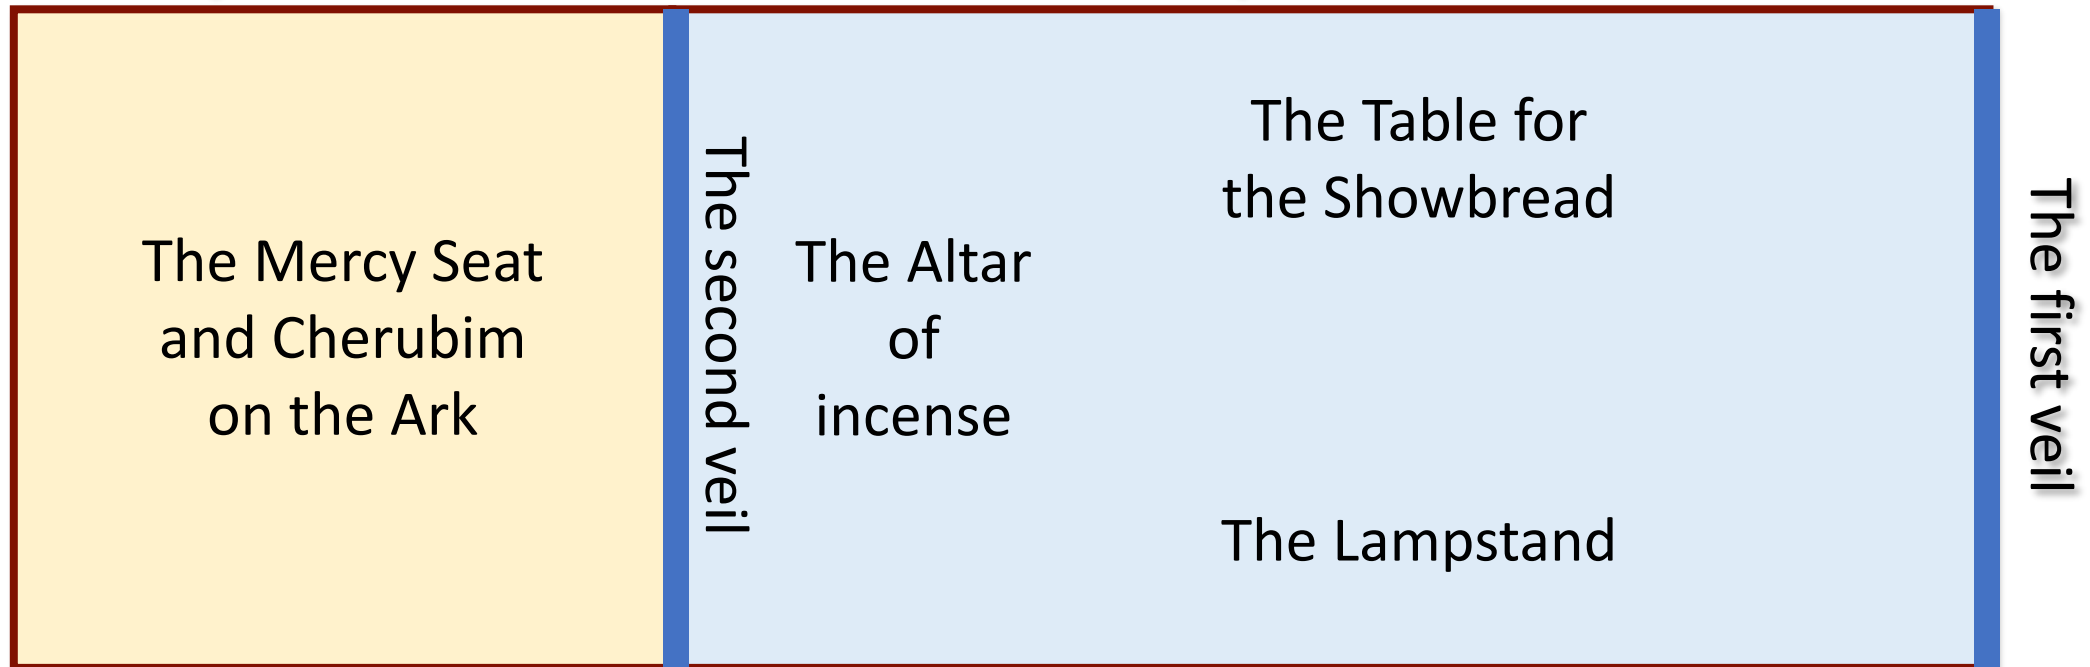 The Mercy Seat
and Cherubim
on the Ark
The second veil
The Altar
of
incense
The Table for
the Showbread
The Lampstand
The first veil